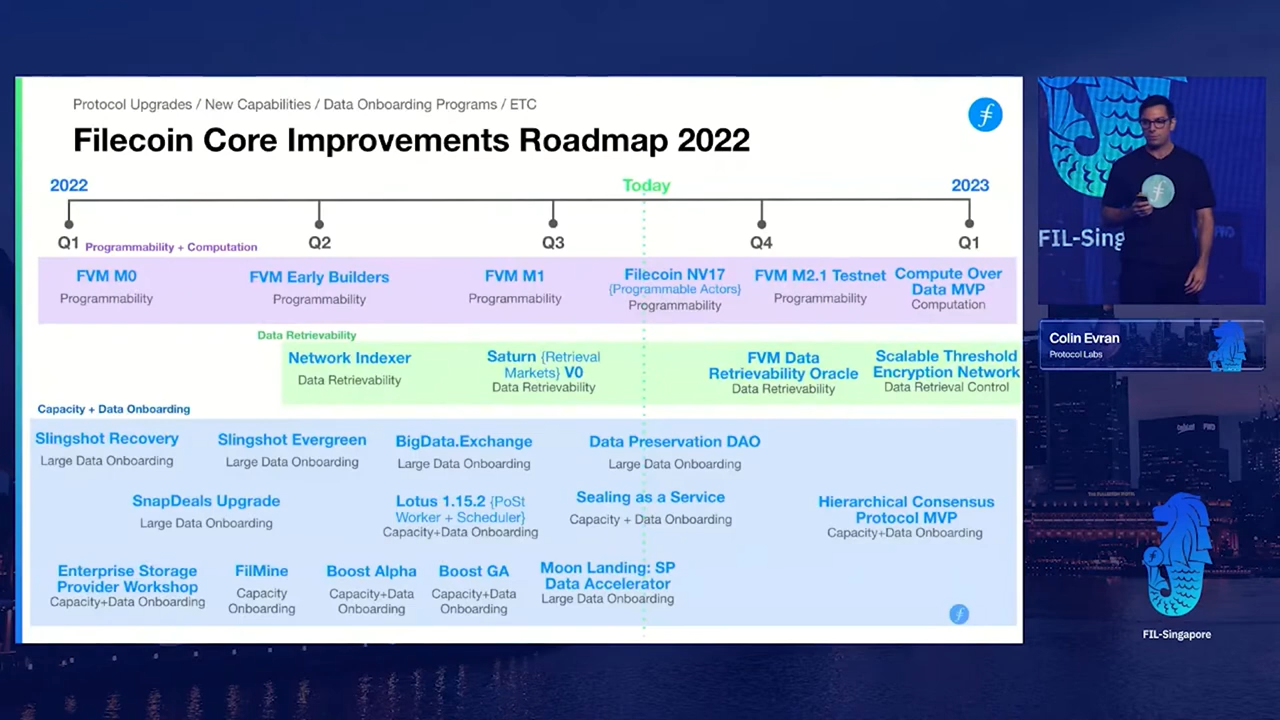 Protocol Upgrades / New Capabilities / Data Onboarding Programs / ETC
Filecoin Core Improvements Roadmap 2022
2022
Today
2023
Q1
Q2
Q3
Q4
Q1
Programmability + Computation
FVM M0
Programmability
FVM Early Builders
Programmability
FVM M1
Programmability
Filecoin NV17
{Programmable Actors}
Programmability
FVM M2.1 Testnet
Programmability
Compute Over
Data MVP
Computation
Data Retrievability
Network Indexer
Data Retrievability
Saturn {Retrieval
Markets} V0
Data Retrievability
FVM Data
Retrievability Oracle
Data Retrievability
Scalable Threshold
Encryption Network
Data Retrieval Control
Capacity + Data Onboarding
Slingshot Recovery
Large Data Onboarding
Slingshot Evergreen
Large Data Onboarding
BigData.Exchange
Large Data Onboarding
Data Preservation DAO
Large Data Onboarding
SnapDeals Upgrade
Large Data Onboarding
Lotus 1.15.2 {PoSt
Worker + Scheduler}
Capacity+Data Onboarding
Sealing as a Service
Capacity + Data Onboarding
Hierarchical Consensus
Protocol MVP
Capacity+Data Onboarding
Enterprise Storage
Provider Workshop
Capacity+Data Onboarding
FilMine
Capacity
Onboarding
Boost Alpha
Capacity+Data
Onboarding
Boost GA
Capacity+Data
Onboarding
Moon Landing: SP
Data Accelerator
Large Data Onboarding
FIL-Sing
Colin Evran
Protocol Labs
FIL-Singapore